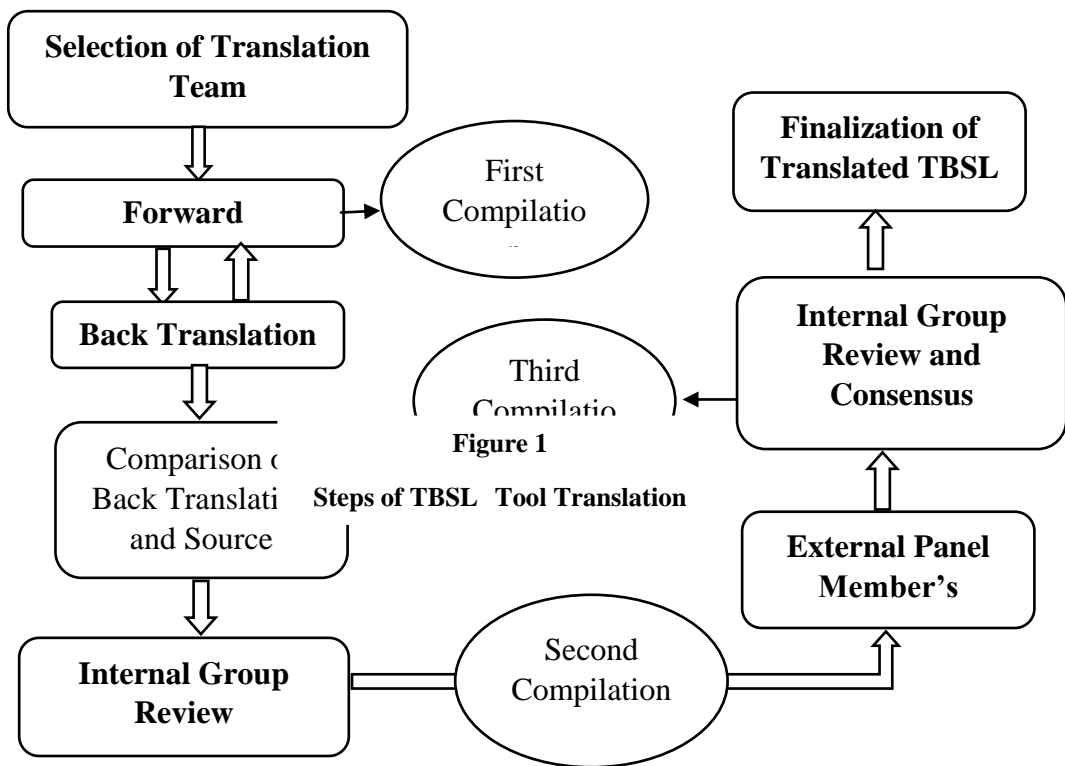 Selection of Translation
Team
Forward
First
Compilatio
Back Translation
Comparison o
Back Translati
and Source
Internal Group
Review
Second
Compilation
External Panel
Member’s
Internal Group
Review and
Consensus
Third
Compilatio
Finalization of
Translated TBSL
Figure 1
Steps of TBSL Tool Translation